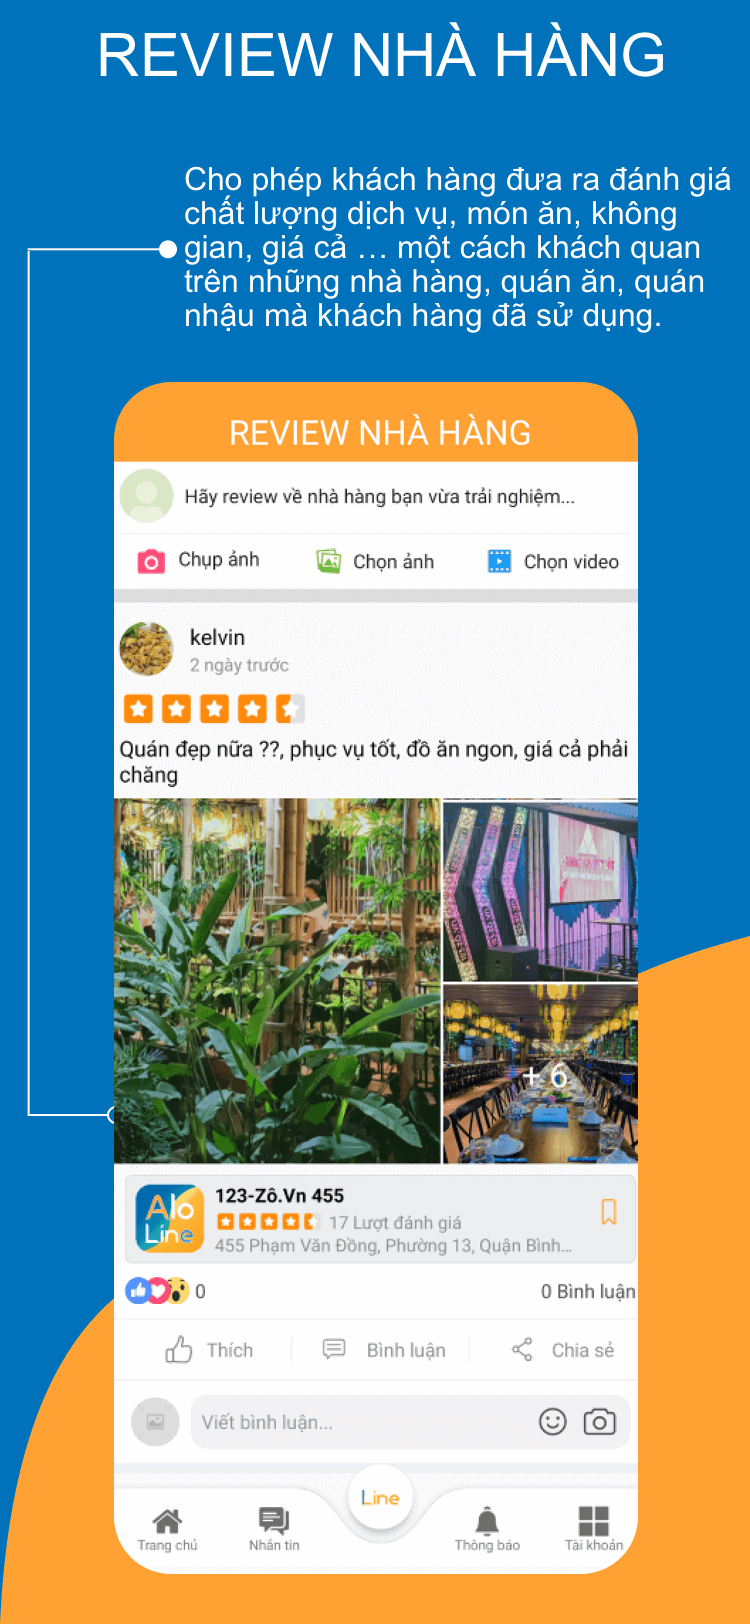 REVIEW NHÀ HÀNG
Cho phép khách hàng đưa ra đánh giá
chất lượng dịch vụ, món ăn, không
gian, giá cả ... một cách khách quan
trên những nhà hàng, quán ăn, quán
nhậu mà khách hàng đã sử dụng.
REVIEW NHÀ HÀNG
Hãy review về nhà hàng bạn vừa trải nghiệm...
Chụp ảnh
Chọn ảnh
Chọn video
kelvin
2 ngày trước
Quán đẹp nữa ??, phục vụ tốt, đồ ăn ngon, giá cả phải
chăng
+ 6
Alo
Line
123-Zô.Vn 455
17 Lượt đánh giá
455 Phạm Văn Đồng, Phường 13, Quận Bình...
0
0 Bình luận
Thích
Bình luận
Chia sẻ
Viết bình luận...
Line
Trang chủ
Nhắn tin
Thông báo
Tài khoản